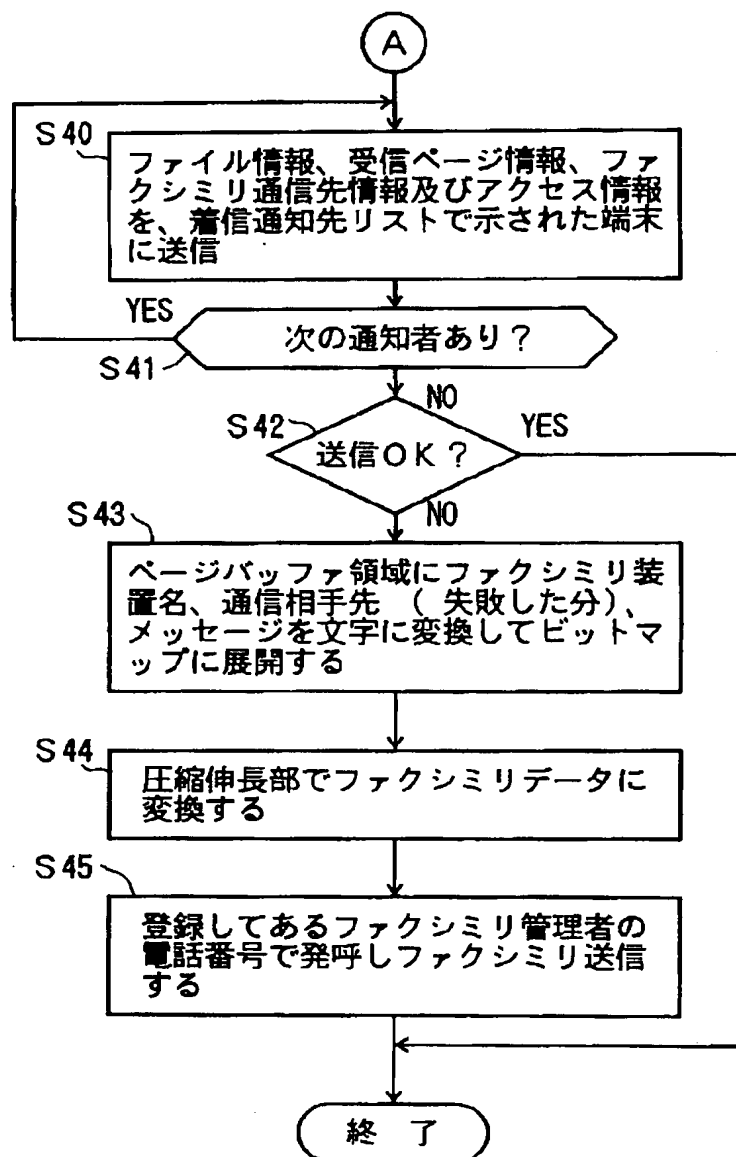 A
S40
ファイル情報、受信ページ情報、ファ
クシミリ通信先情報及びアクセス情報
を、着信通知先リストで示された端末
に送信
YES
次の通知者あり?
S41
NO
S42
送信OK?
YES
NO
S43
ページバッファ領域にファクシミリ装
置名、通信相手先 (失敗した分)、
メッセージを文字に変換してビットマ
ップに展開する
S44
圧縮伸長部でファクシミリデータに
変換する
S45
登録してあるファクシミリ管理者の
電話番号で発呼しファクシミリ送信
する
終 了